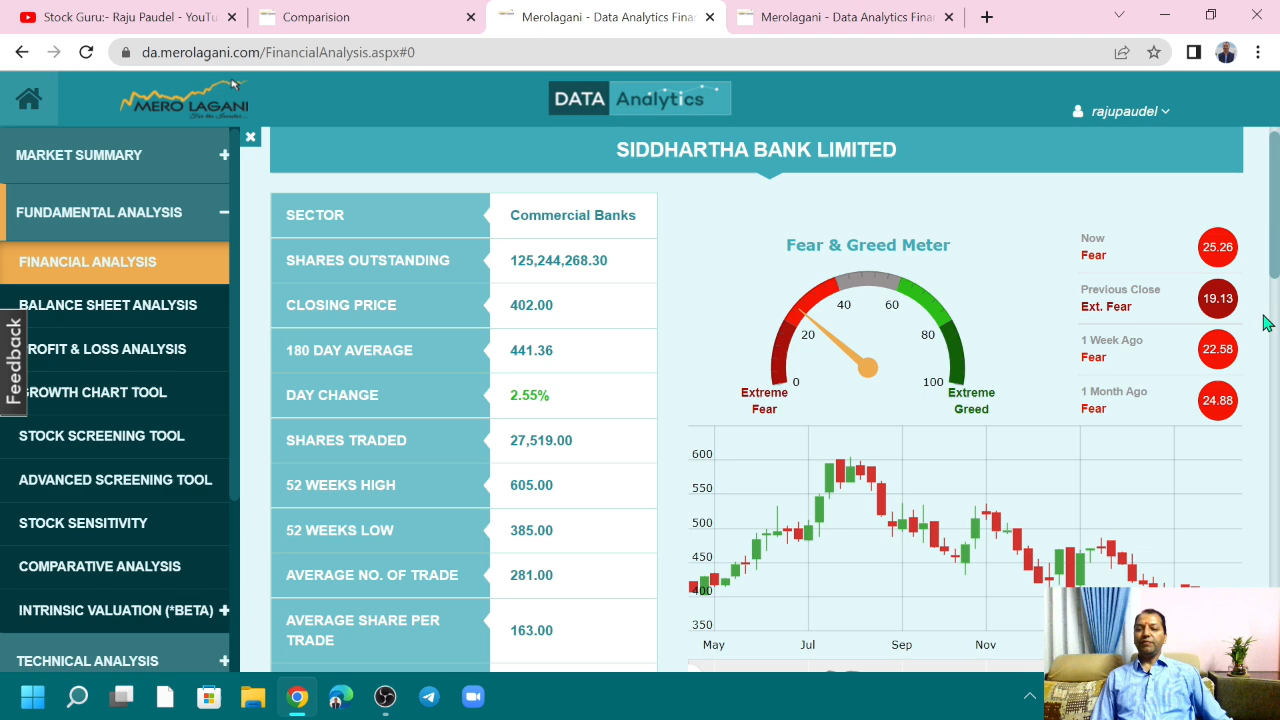 Stock Guru:- Raju Paudel - YouTu
Comparision
Merolagani - Data Analytics Finan
Merolagani - Data Analytics Finan
da.merolagani.com/FinancialAnalysis.aspx#0
MERO LAGANI
For the Investor...
DATA Analytics
rajupaudel
MARKET SUMMARY
FUNDAMENTAL ANALYSIS
FINANCIAL ANALYSIS
BALANCE SHEET ANALYSIS
ROFIT & LOSS ANALYSIS
ROWTH CHART TOOL
STOCK SCREENING TOOL
ADVANCED SCREENING TOOL
STOCK SENSITIVITY
COMPARATIVE ANALYSIS
INTRINSIC VALUATION (*BETA)
TECHNICAL ANALYSIS
Feedback
SIDDHARTHA BANK LIMITED
SECTOR Commercial Banks
SHARES OUTSTANDING 125,244,268.30
CLOSING PRICE 402.00
180 DAY AVERAGE 441.36
DAY CHANGE 2.55%
SHARES TRADED 27,519.00
52 WEEKS HIGH 605.00
52 WEEKS LOW 385.00
AVERAGE NO. OF TRADE 281.00
AVERAGE SHARE PER
TRADE 163.00
Fear & Greed Meter
40 60
20 80
0 100
Extreme
Fear
Extreme
Greed
Now
Fear 25.26
Previous Close
Ext. Fear 19.13
1 Week Ago
Fear 22.58
1 Month Ago
Fear 24.88
600
550
500
450
400
350
May Jul Sep Nov